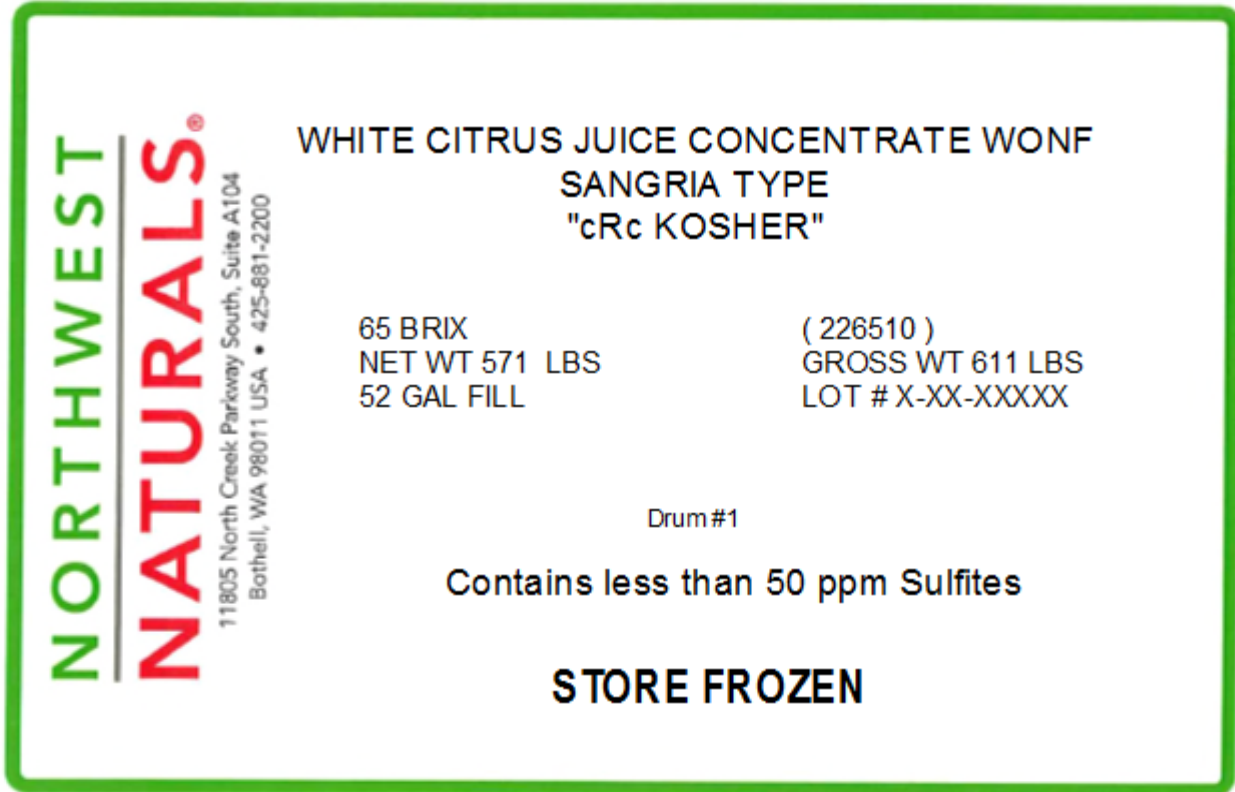 NORTHWEST
NATURALS®
11805 North Creek Parkway South, Suite A104
Bothell, WA 98011 USA • 425-881-2200
WHITE CITRUS JUICE CONCENTRATE WONF
SANGRIA TYPE
"cRc KOSHER"
65 BRIX ( 226510 )
NET WT 571 LBS GROSS WT 611 LBS
52 GAL FILL LOT # X-XX-XXXXX
Drum #1
Contains less than 50 ppm Sulfites
STORE FROZEN